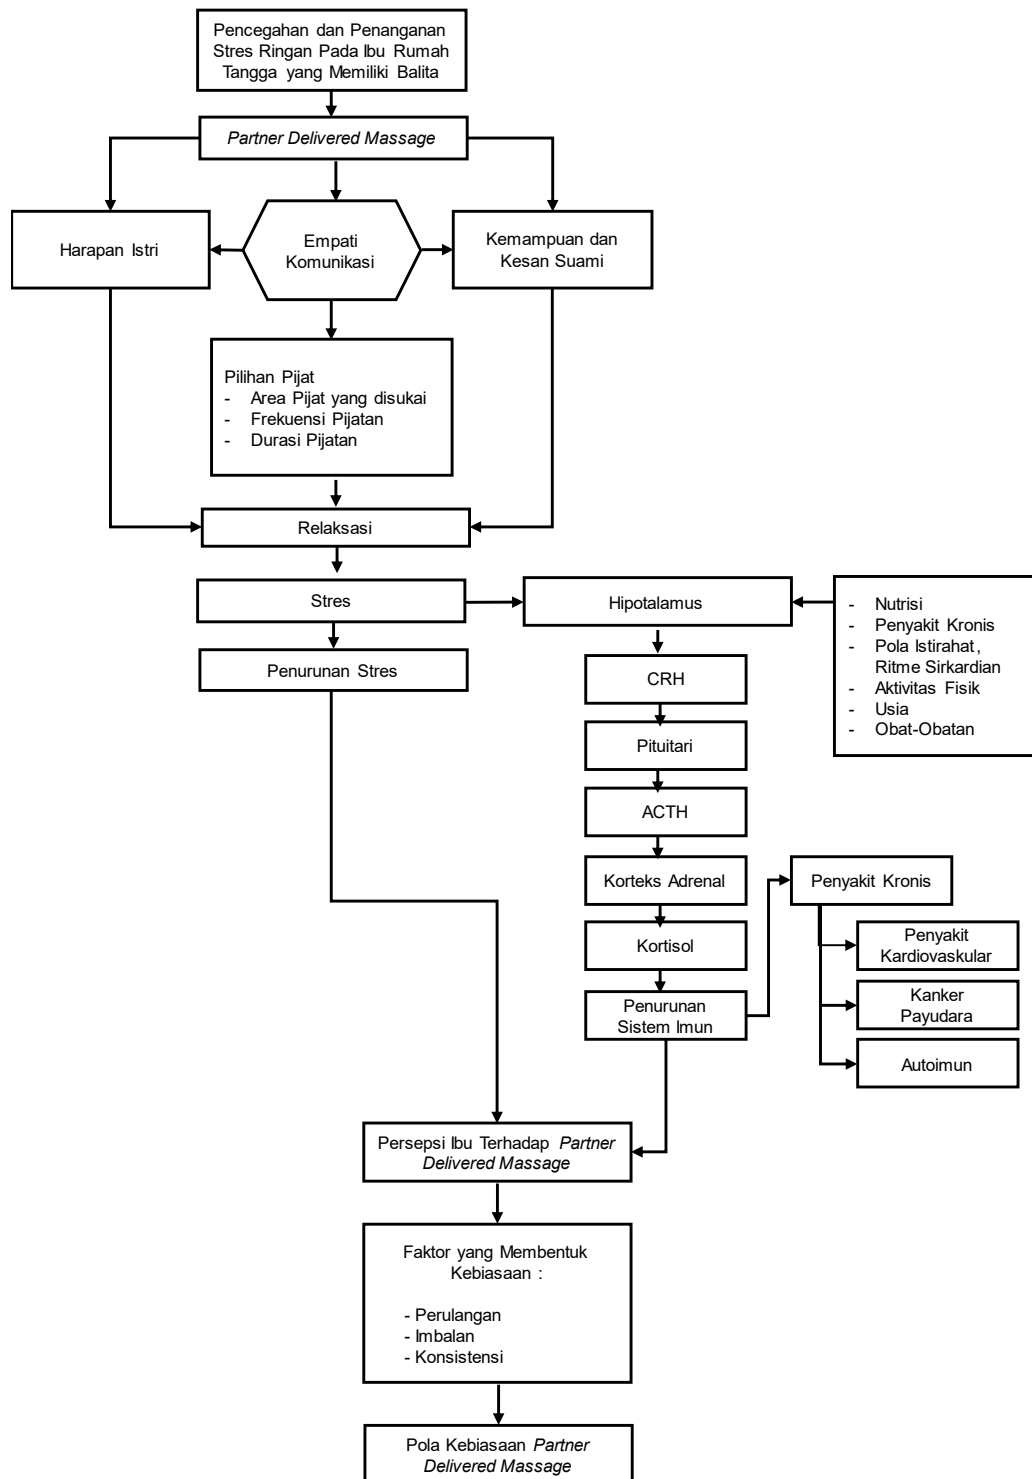 Pencegahan dan Penanganan
Stres Ringan Pada Ibu Rumah
Tangga yang Memiliki Balita
Partner Delivered Massage
Harapan Istri
Empati
Komunikasi
Kemampuan dan
Kesan Suami
Pilihan Pijat
- Area Pijat yang disukai
- Frekuensi Pijatan
- Durasi Pijatan
Relaksasi
Stres
Hipotalamus
- Nutrisi
- Penyakit Kronis
- Pola Istirahat,
Ritme Sirkardian
- Aktivitas Fisik
- Usia
- Obat-Obatan
Penurunan Stres
CRH
Pituitari
ACTH
Korteks Adrenal
Penyakit Kronis
Kortisol
Penyakit
Kardiovaskular
Penurunan
Sistem Imun
Kanker
Payudara
Autoimun
Persepsi Ibu Terhadap Partner
Delivered Massage
Faktor yang Membentuk
Kebiasaan :
- Perulangan
- Imbalan
- Konsistensi
Pola Kebiasaan Partner
Delivered Massage